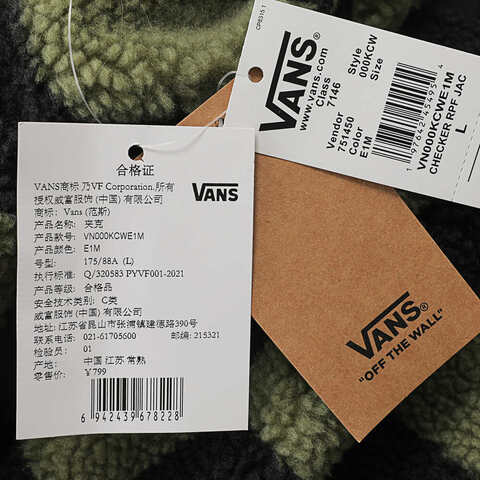 合格证
VANS商标乃VF Corporation.所有
授权威富服饰(中国)有限公司
VANS
商标: Vans (范斯)
产品名称: 夹克
产品款号: VN000KCWE1M
产品颜色: E1M
号型: 175/88A (L)
执行标准: Q/320583 PYVF001-2021
产品等级: 合格品
安全技术类别: C类
威富服饰(中国)有限公司
地址: 江苏省昆山市张浦镇建德路390号
联系电话: 021-61705600 邮编: 215321
检验员: 01
产地: 中国 江苏 常熟
零售价: ¥799
6 942439 678228
CP8315 1
VANS®
www.vans.com
Class
7146
Style
000KCW
Size
Vendor
751450
Color
E1M
VN000KCWE1M
CHECKER RPF JAC
L
VANS®
"OFF THE WALL"